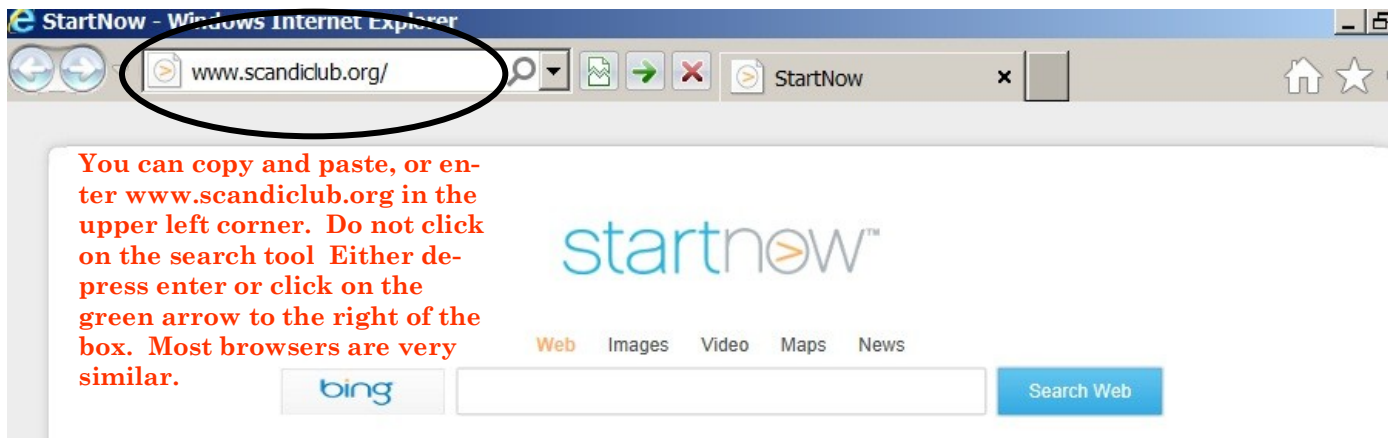 StartNow - Windows Internet Explorer
www.scandiclub.org/
StartNow
You can copy and paste, or en-
ter www.scandiclub.org in the
upper left corner.  Do not click
on the search tool  Either de-
press enter or click on the
green arrow to the right of the
box.  Most browsers are very
similar.
startnow™
Web Images Video Maps News
bing
Search Web